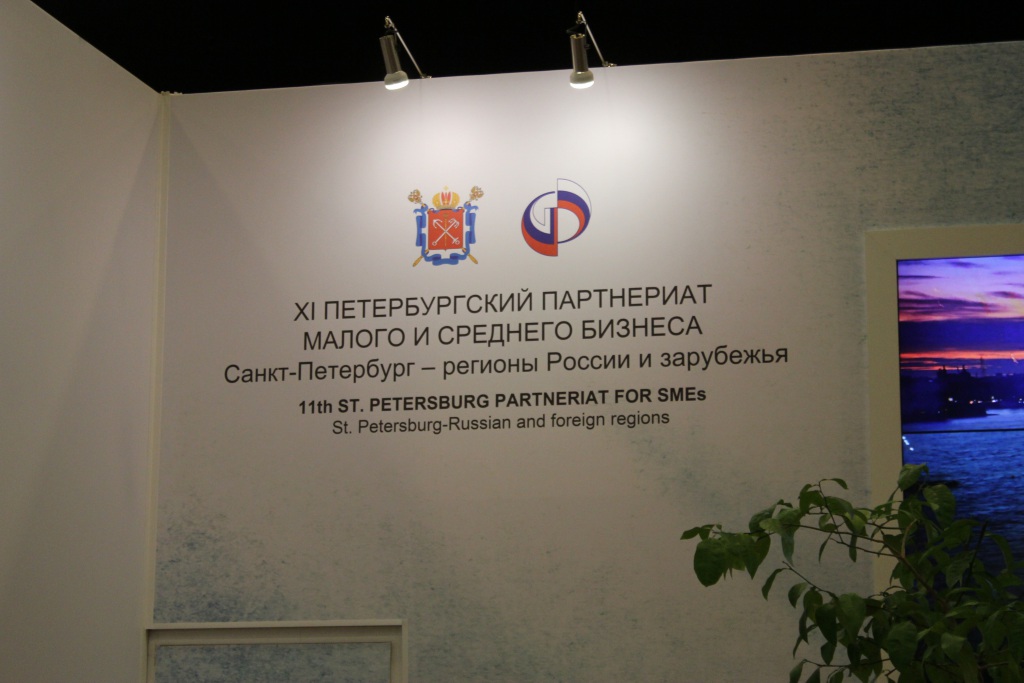 XI ПЕТЕРБУРГСКИЙ ПАРТНЕРИАТ
МАЛОГО И СРЕДНЕГО БИЗНЕСА
Санкт-Петербург – регионы России и зарубежья
11th ST. PETERSBURG PARTNERIAT FOR SMEs
St. Petersburg-Russian and foreign regions